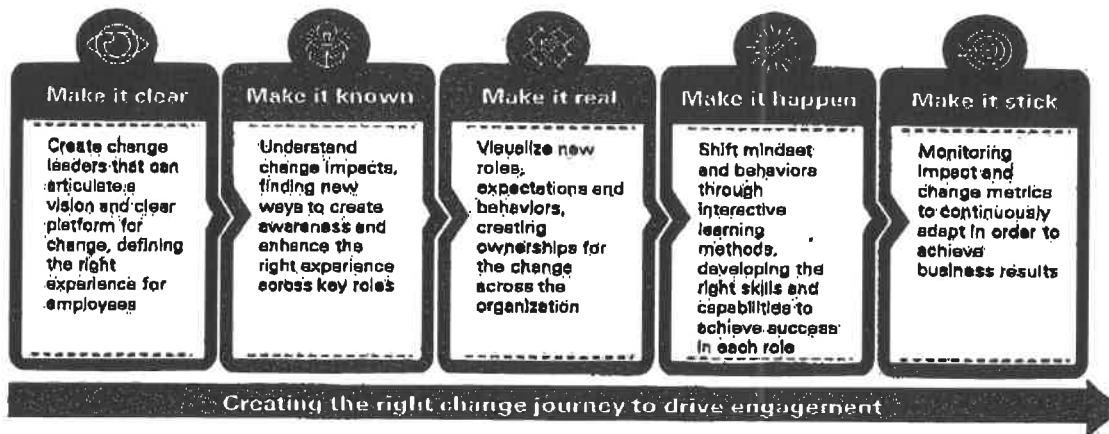 Make it clear
Create change
leaders that can
articulate a
vision and clear
platform for
change, defining
the right
experience for
employees
Make it known
Understand
change impacts,
finding new
ways to create
awareness and
enhance the
right experience
across key roles
Make it real
Visualize new
roles,
expectations and
behaviors,
creating
ownerships for
the change
across the
organization
Make it happen
Shift mindset
and behaviors
through
interactive
learning
methods,
developing the
right skills and
capabilities to
achieve success
in each role
Make it stick
Monitoring
impact and
change metrics
to continuously
adapt in order to
achieve
business results
Creating the right change journey to drive engagement